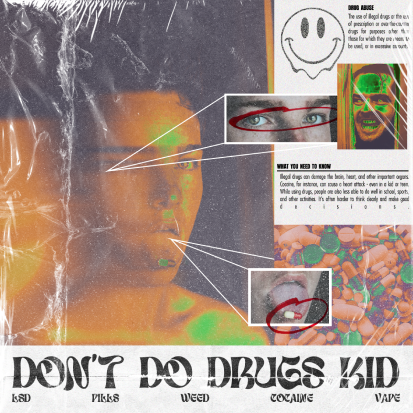 DRUG ABUSE
The use of illegal drugs or the use
of prescription or over-the-counter
drugs for purposes other than
those for which they are meant to
be used, or in excessive amounts.
WHAT YOU NEED TO KNOW
Illegal drugs can damage the brain, heart, and other important organs.
Cocaine, for instance, can cause a heart attack - even in a kid or teen.
While using drugs, people are also less able to do well in school, sports,
and other activities. It's often harder to think clearly and make good
decisions.
DON'T DO DRUGS KID
LSD PILLS WEED COCAINE VAPE